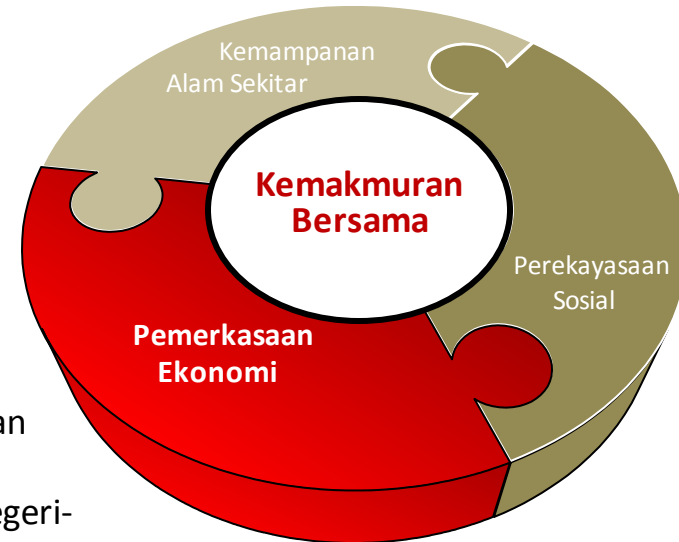 Kemampanan
Alam Sekitar
Kemakmuran
Bersama
Perekayasaan
Sosial
Pemerkasaan
Ekonomi
an
egeri-